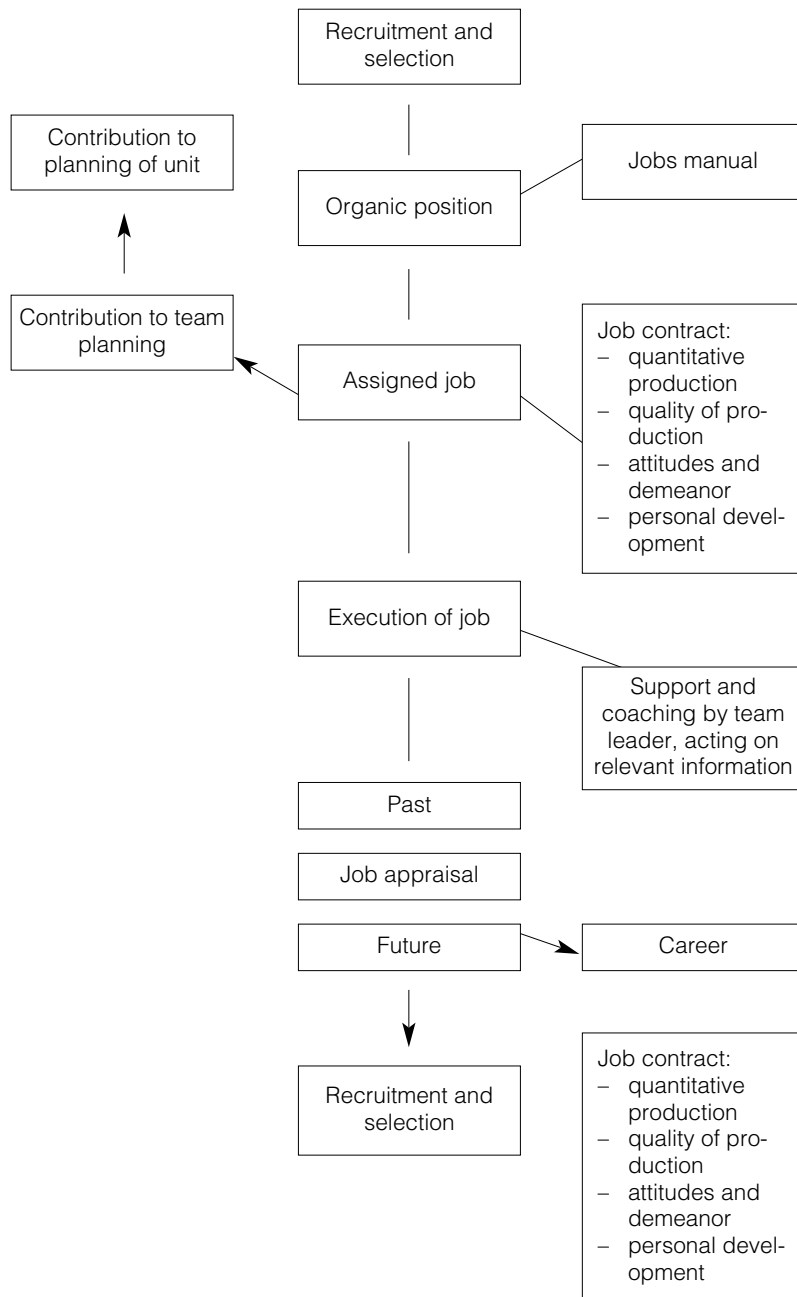 Recruitment and
selection
Contribution to
planning of unit
Jobs manual
Organic position
Contribution to team
planning
Assigned job
Job contract:
– quantitative
production
– quality of pro-
duction
– attitudes and
demeanor
– personal devel-
opment
Execution of job
Support and
coaching by team
leader, acting on
relevant information
Past
Job appraisal
Future
Career
Recruitment and
selection
Job contract:
– quantitative
production
– quality of pro-
duction
– attitudes and
demeanor
– personal devel-
opment